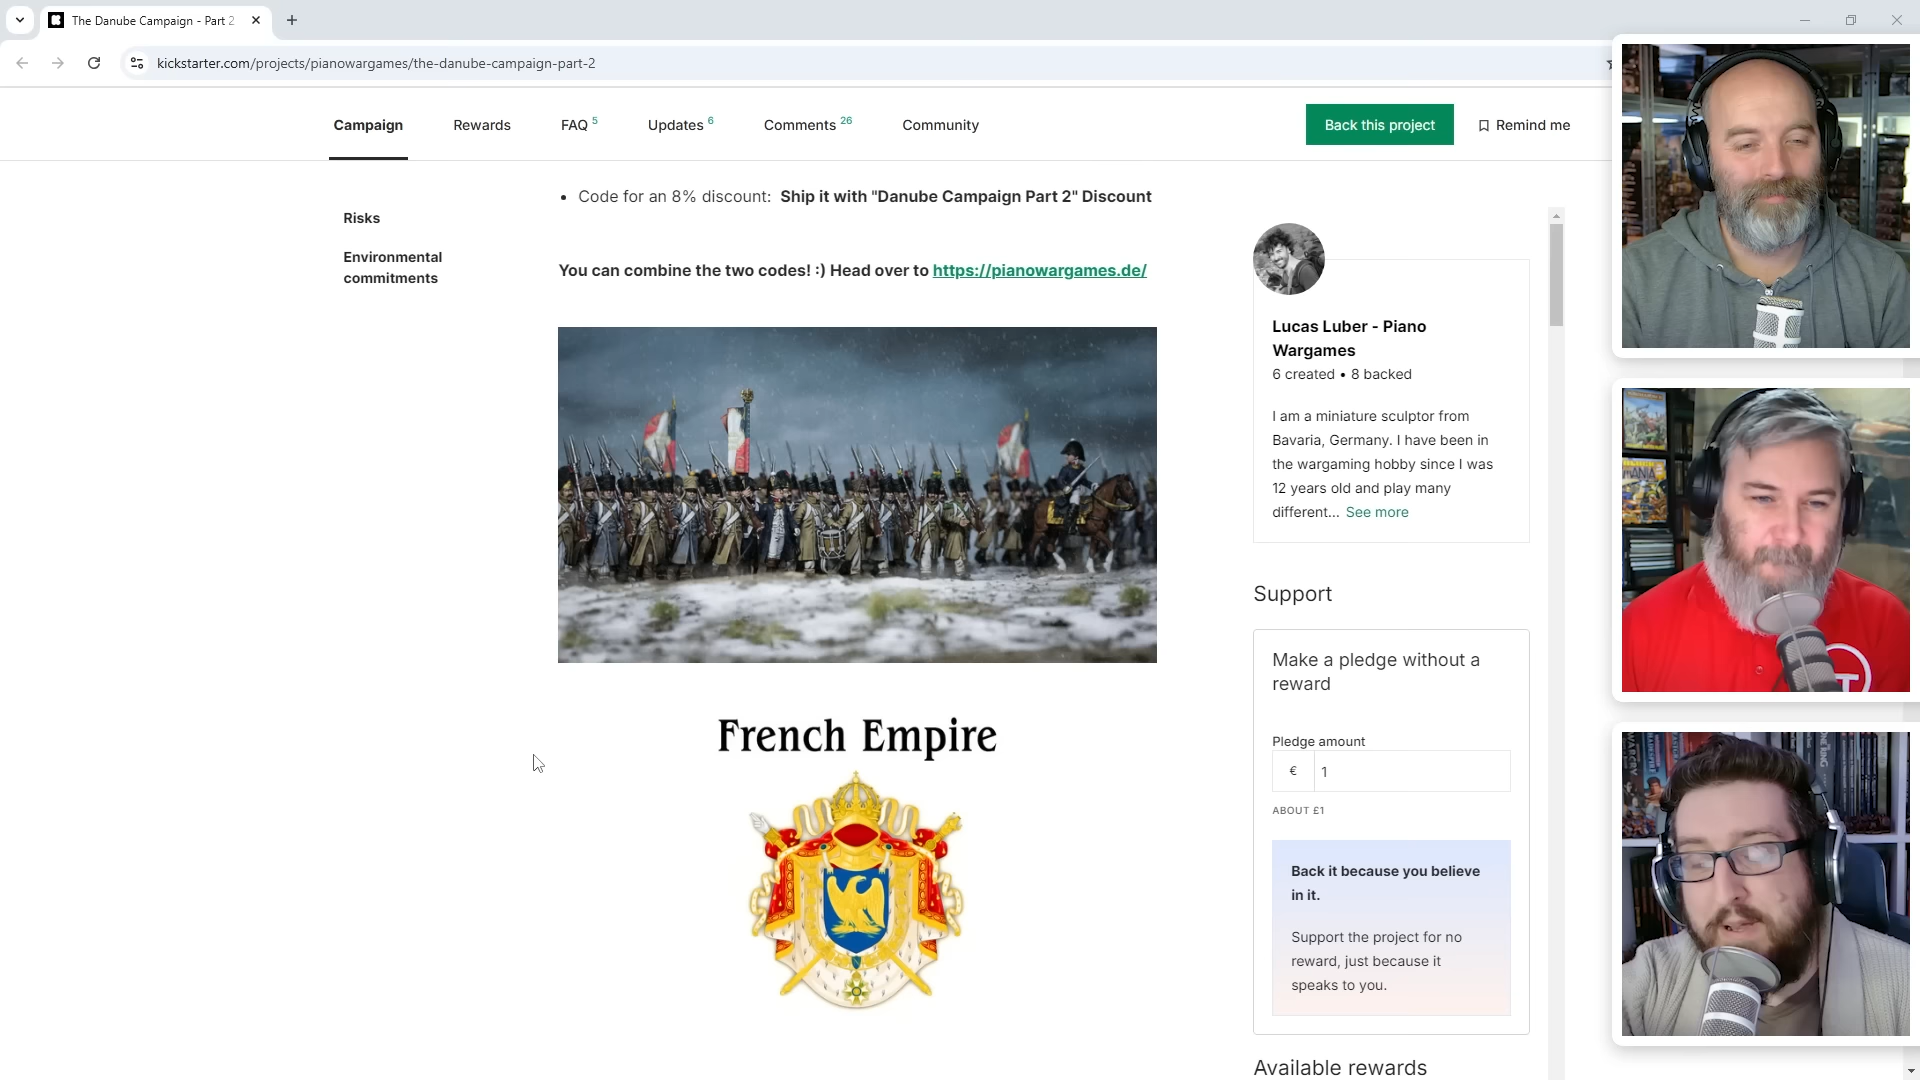 The Danube Campaign - Part 2
kickstarter.com/projects/pianowargames/the-danube-campaign-part-2
Campaign
Rewards
FAQ 5
Updates 6
Comments 26
Community
Back this project
Remind me
Risks
Environmental
commitments
• Code for an 8% discount: Ship it with "Danube Campaign Part 2" Discount
You can combine the two codes! :) Head over to https://pianowargames.de/
French Empire
Lucas Luber - Piano
Wargames
6 created • 8 backed
I am a miniature sculptor from
Bavaria, Germany. I have been in
the wargaming hobby since I was
12 years old and play many
different... See more
Support
Make a pledge without a
reward
Pledge amount
€ 1
ABOUT £1
Back it because you believe
in it.
Support the project for no
reward, just because it
speaks to you.
Available rewards